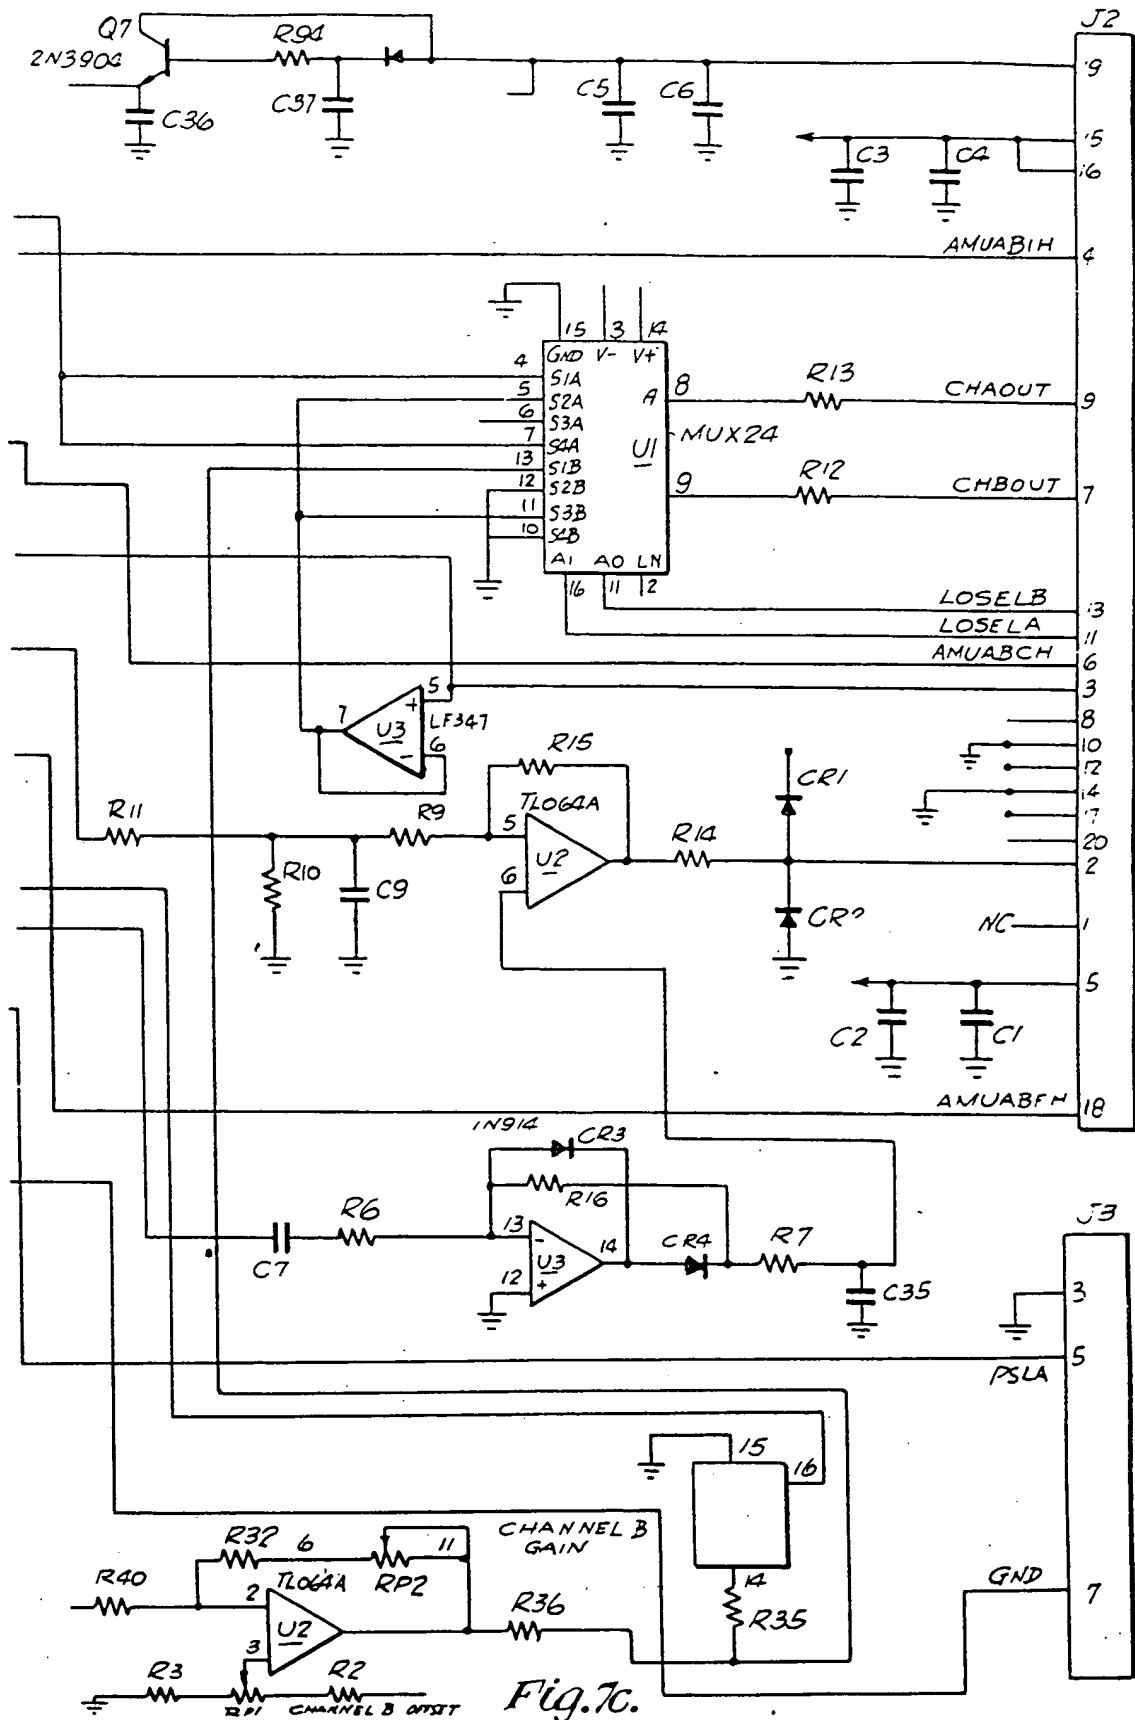 J2
Q7
R94
2N3904
C36
C37
C5
C6
19
C3
C4
15
16
AMUAB1H
4
15
3
14
GND V- V+
4
S1A
5
S2A
6
S3A
7
S4A
13
S1B
12
S2B
11
S3B
10
S4B
A
8
R13
CHAOUT
9
MUX24
U1
9
R12
CHBOUT
7
A1 A0 LN
16
11
2
LOSELB
13
LOSELA
11
AMUABCH
6
5
3
7
+
LF347
U3
6
-
8
10
12
14
17
20
2
R15
CR1
TL064A
R11
R9
5
U2
6
R14
R10
C9
CR2
NC
1
5
C2
C1
AMUABFH
18
1N914
CR3
R16
R6
13
-
U3
14
CR4
R7
C7
12
+
C35
J3
3
5
PSLA
15
16
CHANNEL B
GAIN
R32
6
11
RP2
14
R35
GND
7
R40
TL064A
2
U2
3
R36
R3
RP1
R2
CHANNEL B OFFSET
Fig.7c.